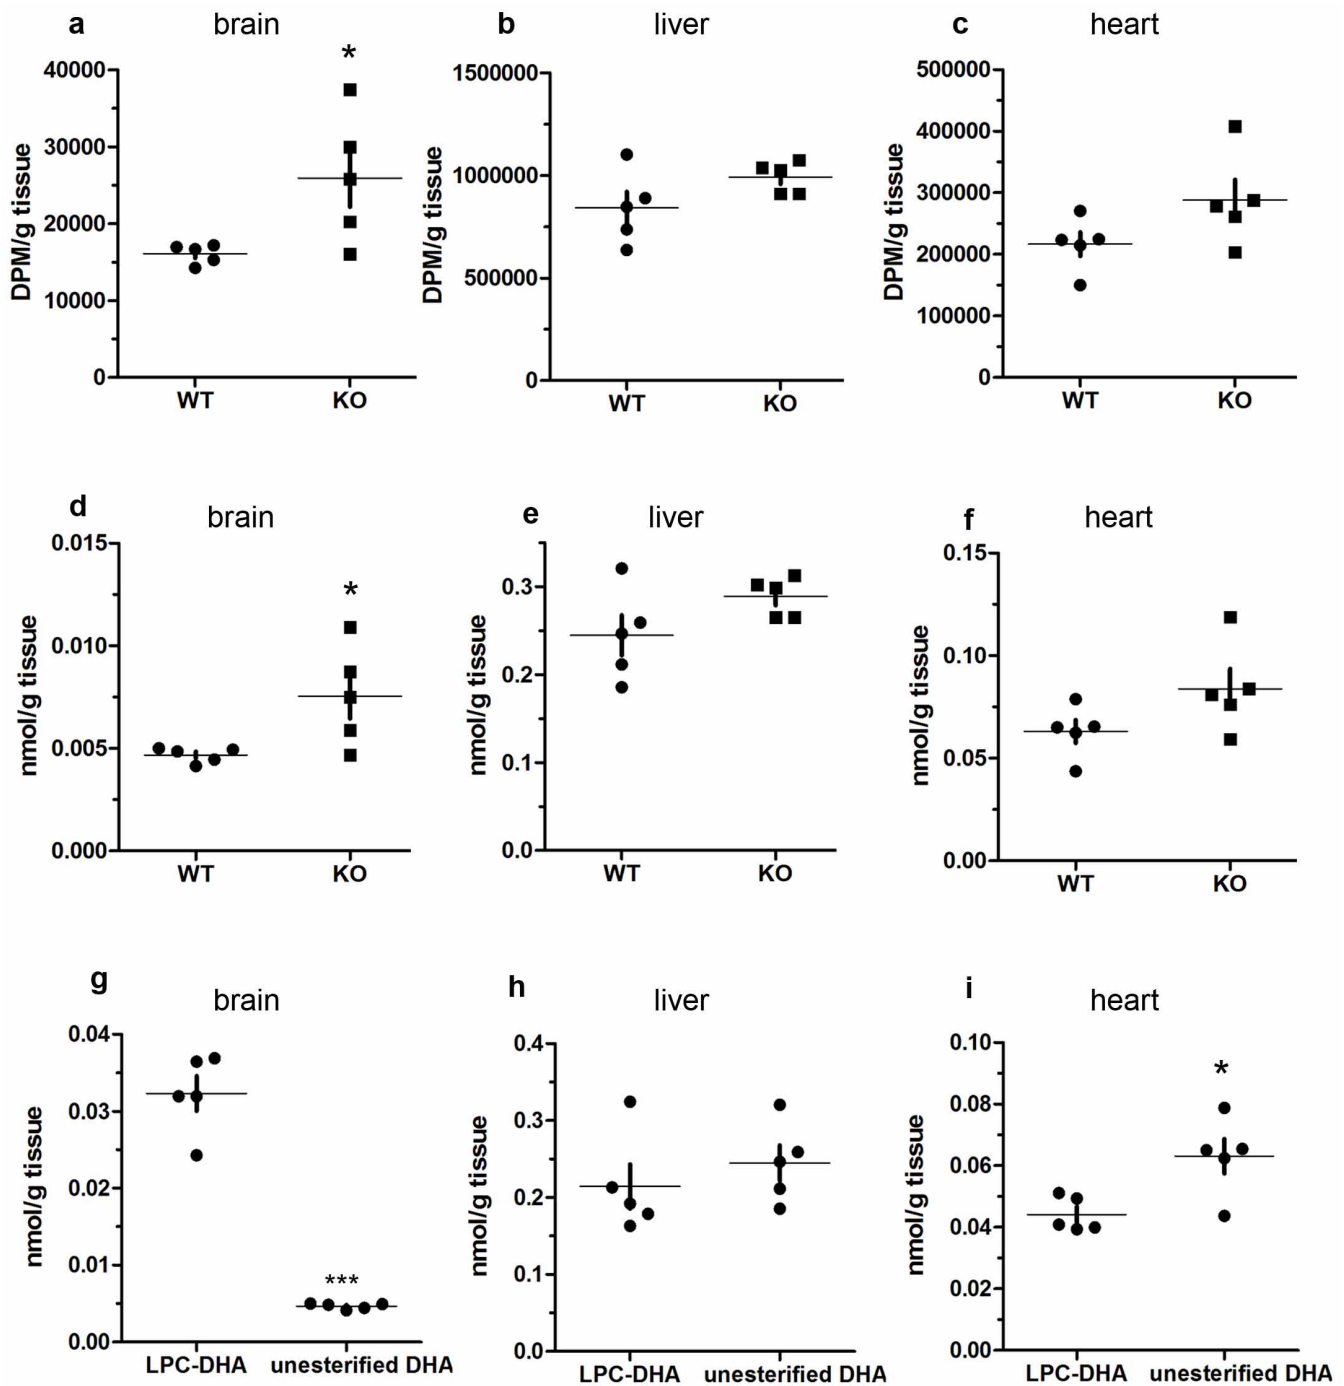 a brain
*
40000
30000
20000
10000
0
DPM/g tissue
WT KO
b liver
1500000
1000000
500000
0
DPM/g tissue
WT KO
c heart
500000
400000
300000
200000
100000
0
DPM/g tissue
WT KO
d brain
*
0.015
0.010
0.005
0.000
nmol/g tissue
WT KO
e liver
0.3
0.2
0.1
0.0
nmol/g tissue
WT KO
f heart
0.15
0.10
0.05
0.00
nmol/g tissue
WT KO
g brain
0.04
0.03
0.02
0.01
0.00
nmol/g tissue
***
LPC-DHA unesterified DHA
h liver
0.4
0.3
0.2
0.1
0.0
nmol/g tissue
LPC-DHA unesterified DHA
i heart
*
0.10
0.08
0.06
0.04
0.02
0.00
nmol/g tissue
LPC-DHA unesterified DHA